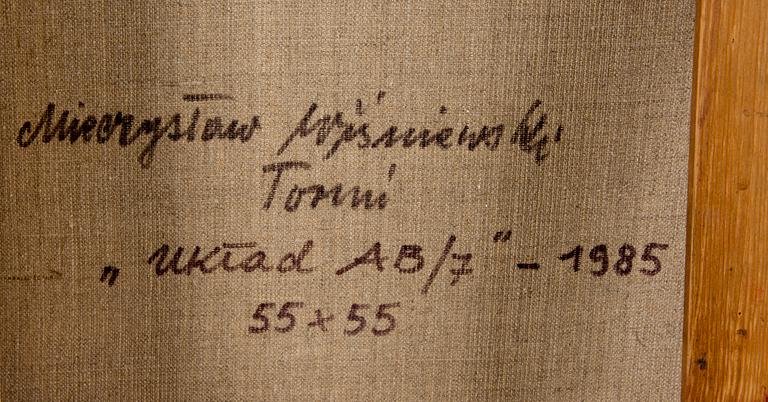 Mieczysław Wiśniewski
Toruń
„Układ AB/7" – 1985
55 x 55